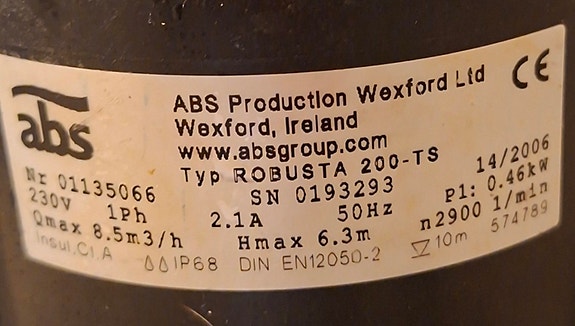 abs
ABS Production Wexford Ltd
Wexford, Ireland
www.absgroup.com
CE
Typ ROBUSTA 200-TS 14/2006
Nr 01135066 SN 0193293 P1: 0.46kW
230V 1Ph 2.1A 50Hz n2900 1/min
Qmax 8.5m3/h Hmax 6.3m 10m 574789
Insul.Cl.A IP68 DIN EN12050-2